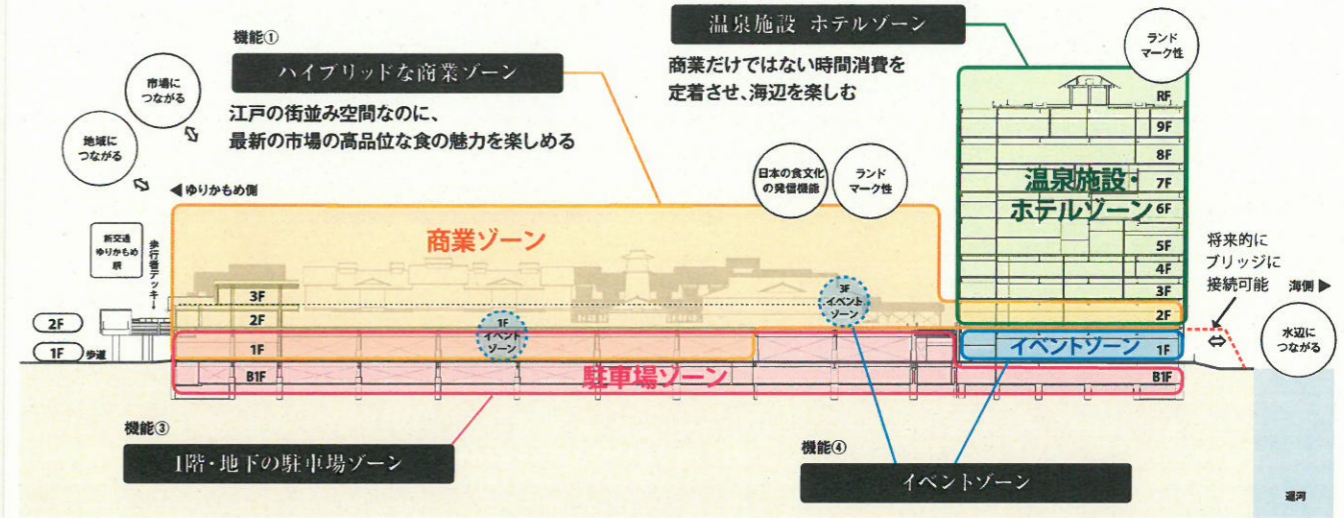 機能①
ハイブリッドな商業ゾーン
江戸の街並み空間なのに、
最新の市場の高品位な食の魅力を楽しめる
温泉施設 ホテルゾーン
商業だけではない時間消費を
定着させ、海辺を楽しむ
ランド
マーク性
市場に
つながる
地域に
つながる
◀ゆりかもめ側
日本の食文化
の発信機能
ランド
マーク性
新交通
ゆりかもめ
駅
歩行者デッキ→
商業ゾーン
3F
2F
1F
B1F
2F
1F
歩道
1F
イベント
ゾーン
3F
イベント
ゾーン
駐車場ゾーン
RF
9F
8F
7F
6F
5F
4F
3F
2F
1F
B1F
温泉施設・
ホテルゾーン
イベントゾーン
将来的に
ブリッジに
接続可能
海側▶
水辺に
つながる
機能③
1階・地下の駐車場ゾーン
機能④
イベントゾーン
運河